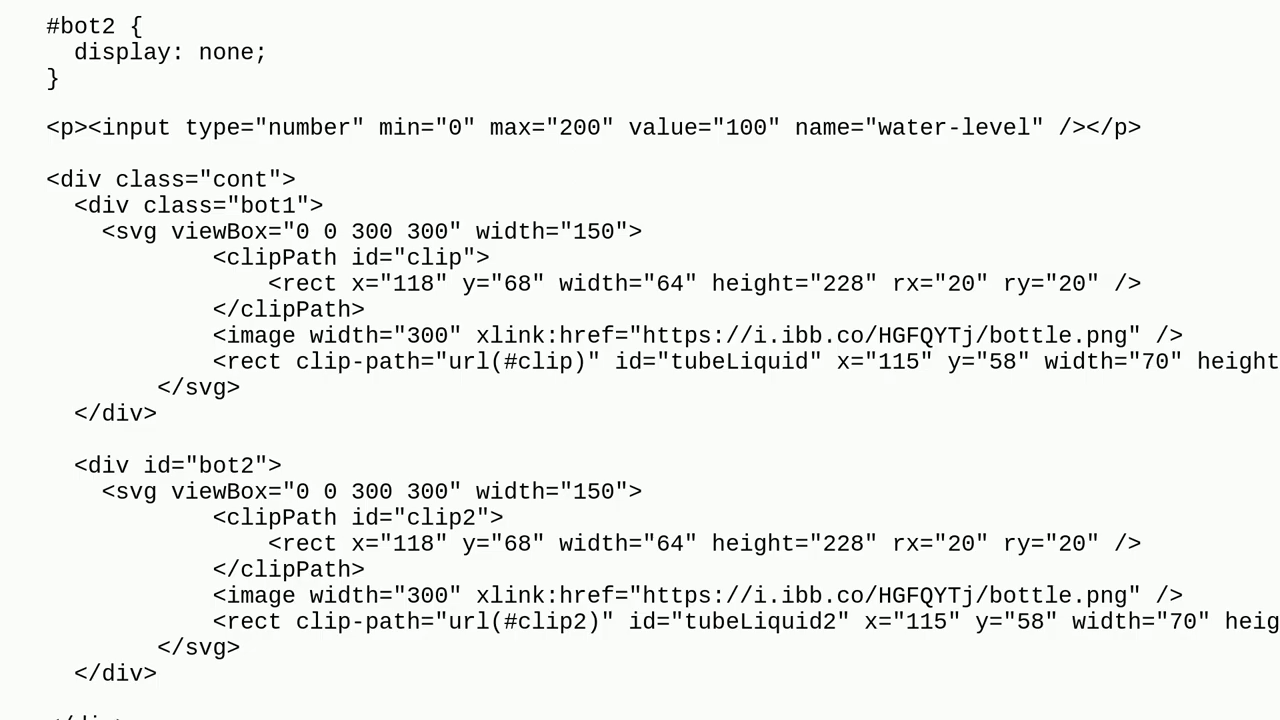 #bot2 {
  display: none;
}

<p><input type="number" min="0" max="200" value="100" name="water-level" /></p>

<div class="cont">
  <div class="bot1">
    <svg viewBox="0 0 300 300" width="150">
            <clipPath id="clip">
                <rect x="118" y="68" width="64" height="228" rx="20" ry="20" />
            </clipPath>
            <image width="300" xlink:href="https://i.ibb.co/HGFQYTj/bottle.png" />
            <rect clip-path="url(#clip)" id="tubeLiquid" x="115" y="58" width="70" height
        </svg>
  </div>

  <div id="bot2">
    <svg viewBox="0 0 300 300" width="150">
            <clipPath id="clip2">
                <rect x="118" y="68" width="64" height="228" rx="20" ry="20" />
            </clipPath>
            <image width="300" xlink:href="https://i.ibb.co/HGFQYTj/bottle.png" />
            <rect clip-path="url(#clip2)" id="tubeLiquid2" x="115" y="58" width="70" heig
        </svg>
  </div>